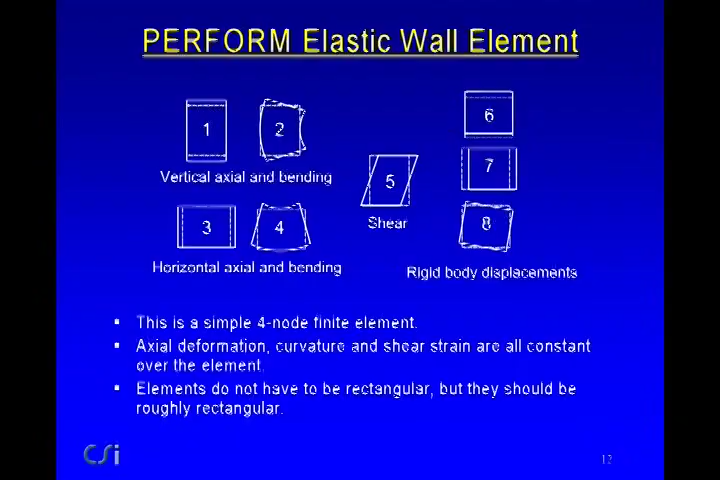 PERFORM Elastic Wall Element
1
2
Vertical axial and bending
3
4
Horizontal axial and bending
5
Shear
6
7
8
Rigid body displacements
▪ This is a simple 4-node finite element.
▪ Axial deformation, curvature and shear strain are all constant
over the element.
▪ Elements do not have to be rectangular, but they should be
roughly rectangular.
CSi
12